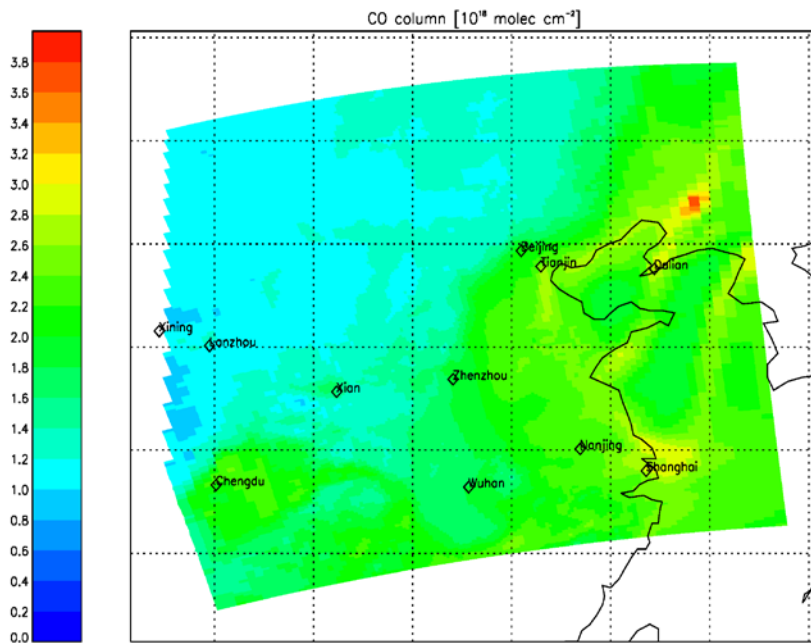 CO column [10¹⁸ molec cm⁻²]
3.8
3.6
3.4
3.2
3.0
2.8
2.6
2.4
2.2
2.0
1.8
1.6
1.4
1.2
1.0
0.8
0.6
0.4
0.2
0.0
Beijing
Tianjin
Dalian
Xining
Lanzhou
Zhenzhou
Xian
Nanjing
Shanghai
Chengdu
Wuhan